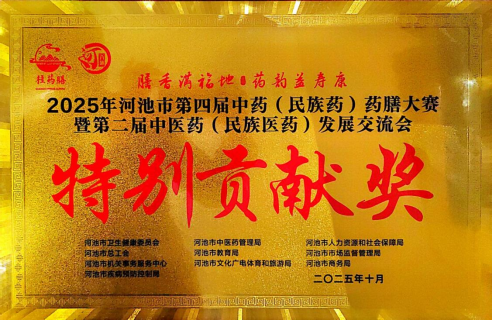 桂药膳
膳香满福地 药韵益寿康
2025年河池市第四届中药（民族药）药膳大赛
暨第二届中医药（民族医药）发展交流会
特别贡献奖
河池市卫生健康委员会 河池市中医药管理局 河池市人力资源和社会保障局
河池市总工会 河池市教育局 河池市市场监督管理局
河池市机关事务服务中心 河池市文化广电体育和旅游局 河池市商务局
河池市疾病预防控制局
二〇二五年十月